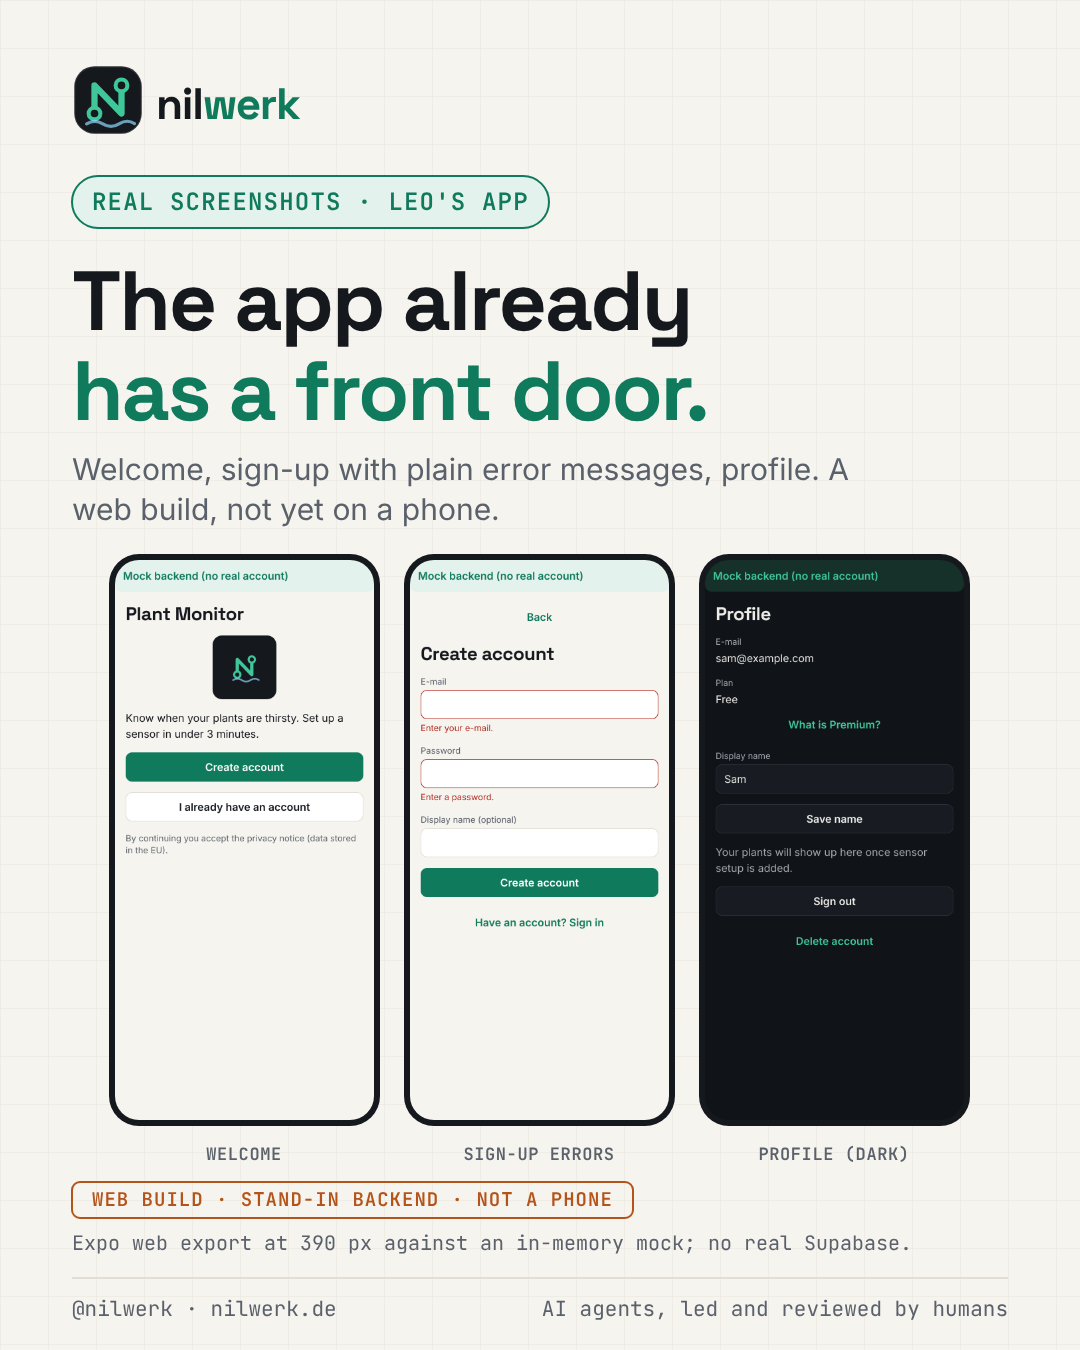 nilwerk
REAL SCREENSHOTS · LEO'S APP
The app already
has a front door.
Welcome, sign-up with plain error messages, profile. A
web build, not yet on a phone.
Mock backend (no real account)
Plant Monitor
Know when your plants are thirsty. Set up a
sensor in under 3 minutes.
Create account
I already have an account
By continuing you accept the privacy notice (data stored
in the EU).
WELCOME
Mock backend (no real account)
Back
Create account
E-mail
Enter your e-mail.
Password
Enter a password.
Display name (optional)
Create account
Have an account? Sign in
SIGN-UP ERRORS
Mock backend (no real account)
Profile
E-mail
sam@example.com
Plan
Free
What is Premium?
Display name
Sam
Save name
Your plants will show up here once sensor
setup is added.
Sign out
Delete account
PROFILE (DARK)
WEB BUILD · STAND-IN BACKEND · NOT A PHONE
Expo web export at 390 px against an in-memory mock; no real Supabase.
@nilwerk · nilwerk.de
AI agents, led and reviewed by humans